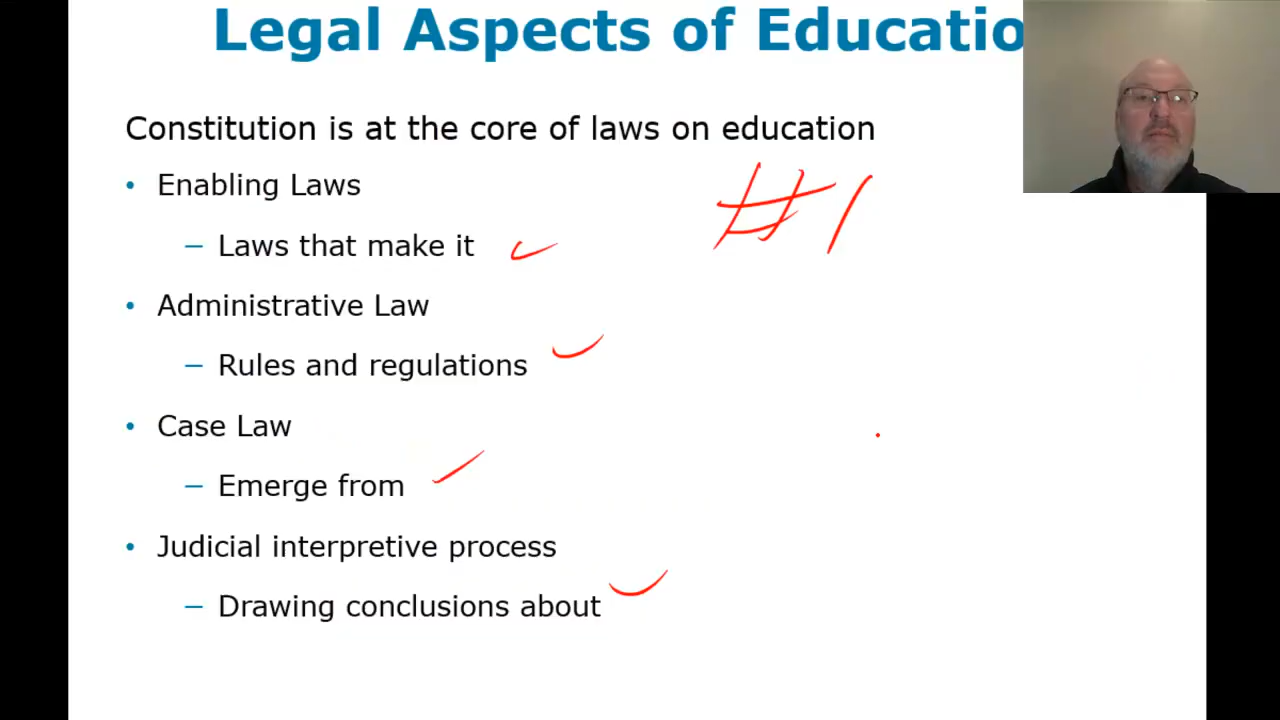 Legal Aspects of Educatio
Constitution is at the core of laws on education
#1
• Enabling Laws
– Laws that make it
• Administrative Law
– Rules and regulations
• Case Law
– Emerge from
• Judicial interpretive process
– Drawing conclusions about